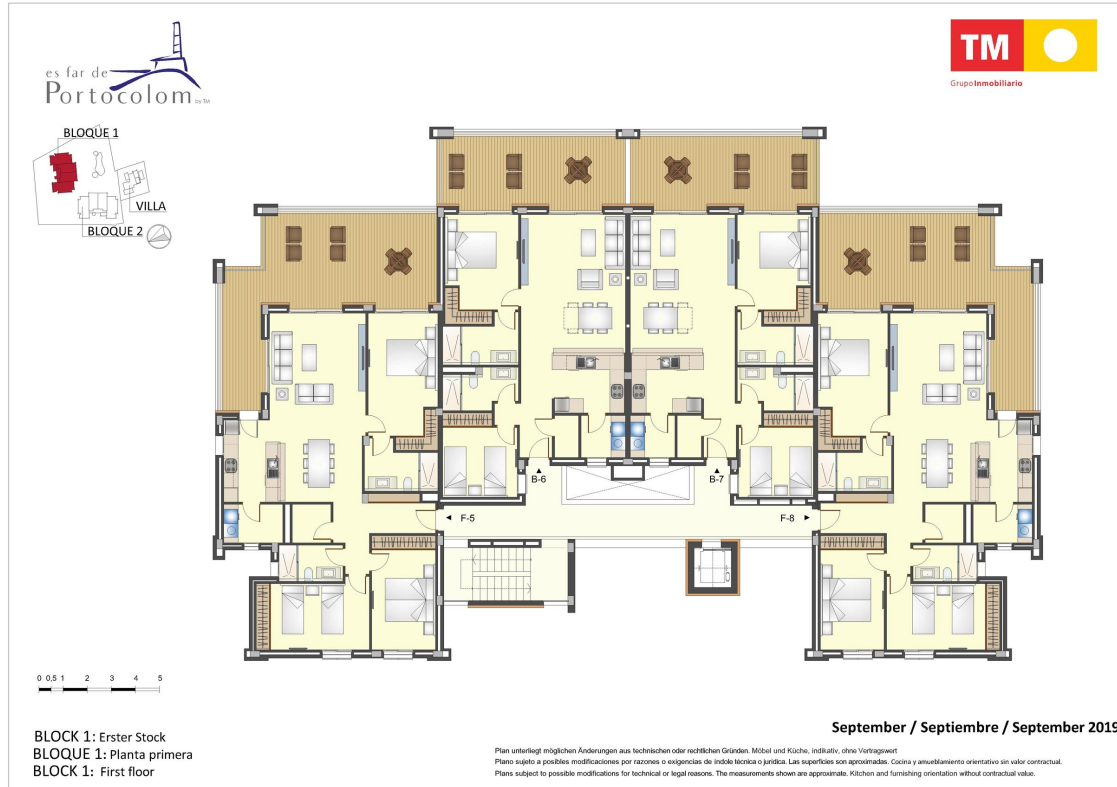 es far de
Portocolom by TM
TM
GrupoInmobiliario
BLOQUE 1
VILLA
BLOQUE 2
B-6
B-7
F-5
F-8
0 0,5 1 2 3 4 5
BLOCK 1: Erster Stock
BLOQUE 1: Planta primera
BLOCK 1: First floor
September / Septiembre / September 2019
Plan unterliegt möglichen Änderungen aus technischen oder rechtlichen Gründen. Möbel und Küche, indikativ, ohne Vertragswert
Plano sujeto a posibles modificaciones por razones o exigencias de índole técnica o jurídica. Las superficies son aproximadas. Cocina y amueblamiento orientativo sin valor contractual.
Plans subject to possible modifications for technical or legal reasons. The measurements shown are approximate. Kitchen and furnishing orientation without contractual value.